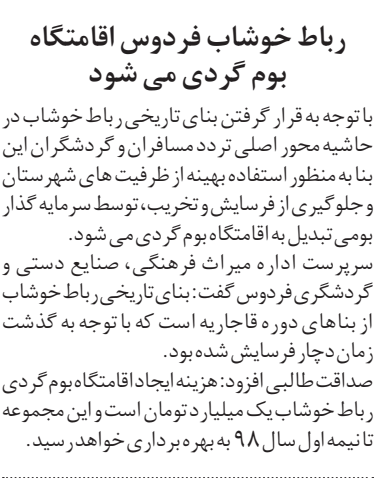 رباط خوشاب فردوس اقامتگاه
بوم گردی می شود
با توجه به قرار گرفتن بنای تاریخی رباط خوشاب در
حاشیه محور اصلی تردد مسافران و گردشگران این
بنا به منظور استفاده بهینه از ظرفیت های شهرستان
و جلوگیری از فرسایش و تخریب، توسط سرمایه گذار
بومی تبدیل به اقامتگاه بوم گردی می شود.
سرپرست اداره میراث فرهنگی، صنایع دستی و
گردشگری فردوس گفت: بنای تاریخی رباط خوشاب
از بناهای دوره قاجاریه است که با توجه به گذشت
زمان دچار فرسایش شده بود.
صداقت طالبی افزود: هزینه ایجاد اقامتگاه بوم گردی
رباط خوشاب یک میلیارد تومان است و این مجموعه
تا نیمه اول سال ۹۸ به بهره برداری خواهد رسید.